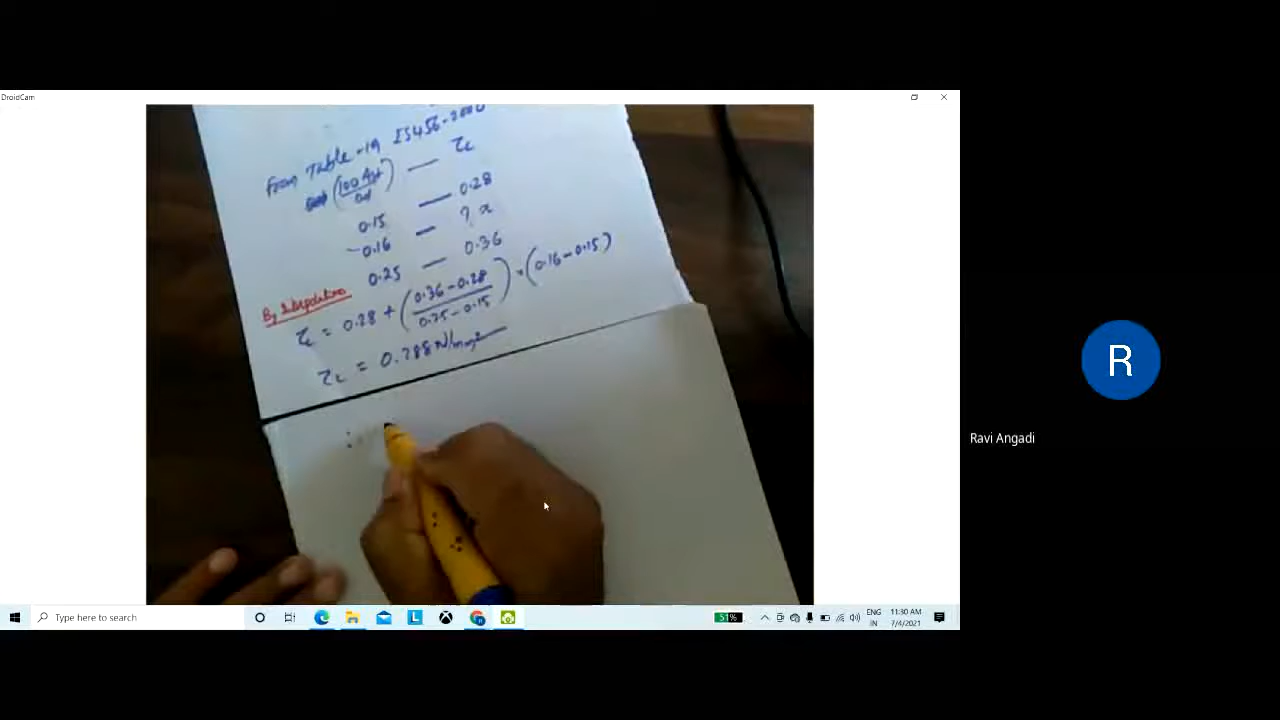 DroidCam
From Table-19 IS456-2000
(100 Ast/bd) — τc
0.15 — 0.28
0.16 — ? x
0.25 — 0.36
By Interpolation
τc = 0.28 + (0.36-0.28/0.25-0.15) × (0.16-0.15)
τc = 0.288 N/mm²
R
Ravi Angadi
Type here to search
51%
ENG
IN
11:30 AM
7/4/2021